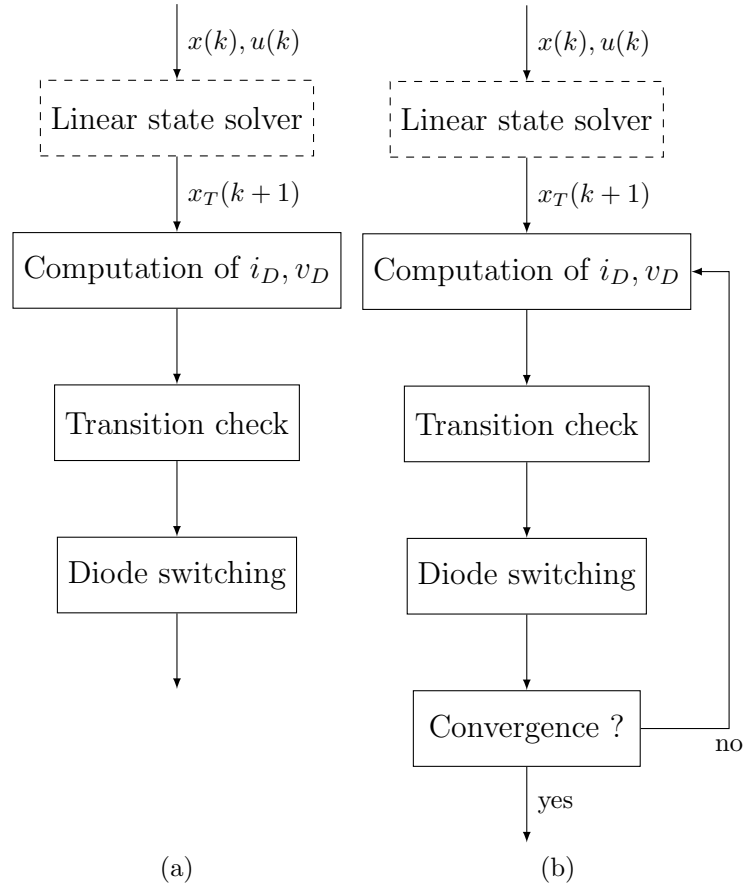 x(k), u(k)
Linear state solver
x_T(k + 1)
Computation of i_D, v_D
Transition check
Diode switching
(a)
x(k), u(k)
Linear state solver
x_T(k + 1)
Computation of i_D, v_D
Transition check
Diode switching
Convergence ?
no
yes
(b)